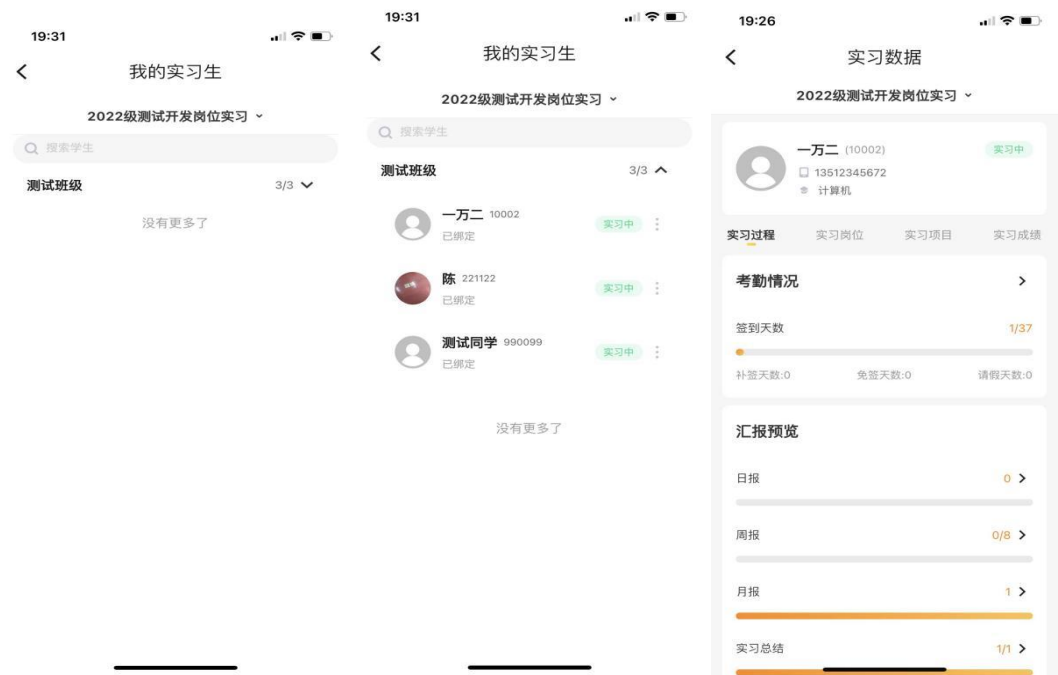 19:31
我的实习生
2022级测试开发岗位实习
搜索学生
测试班级 3/3
没有更多了
19:31
我的实习生
2022级测试开发岗位实习
搜索学生
测试班级 3/3
一万二 10002
已绑定
实习中
陈 221122
已绑定
实习中
测试同学 990099
已绑定
实习中
没有更多了
19:26
实习数据
2022级测试开发岗位实习
一万二 (10002)
实习中
13512345672
计算机
实习过程 实习岗位 实习项目 实习成绩
考勤情况
签到天数 1/37
补签天数:0 免签天数:0 请假天数:0
汇报预览
日报 0
周报 0/8
月报 1
实习总结 1/1